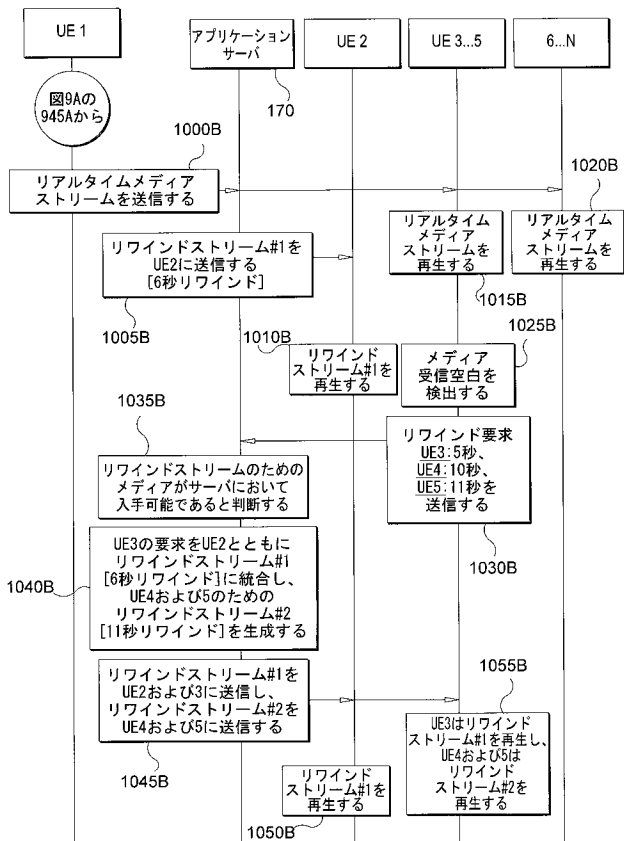 UE 1
アプリケーション
サーバ
UE 2
UE 3...5
6...N
170
図9Aの
945Aから
1000B
リアルタイムメディア
ストリームを送信する
1020B
リアルタイム
メディア
ストリームを
再生する
リアルタイム
メディア
ストリームを
再生する
1015B
リワインドストリーム#1を
UE2に送信する
[6秒リワインド]
1005B
1010B
リワインド
ストリーム#1を
再生する
1025B
メディア
受信空白を
検出する
リワインド要求
UE3:5秒、
UE4:10秒、
UE5:11秒を
送信する
1030B
1035B
リワインドストリームのための
メディアがサーバにおいて
入手可能であると判断する
UE3の要求をUE2とともに
リワインドストリーム#1
[6秒リワインド]に統合し、
UE4および5のための
リワインドストリーム#2
[11秒リワインド]を生成する
1040B
リワインドストリーム#1を
UE2および3に送信し、
リワインドストリーム#2を
UE4および5に送信する
1045B
1055B
UE3はリワインド
ストリーム#1を再生し、
UE4および5は
リワインド
ストリーム#2を
再生する
リワインド
ストリーム#1を
再生する
1050B